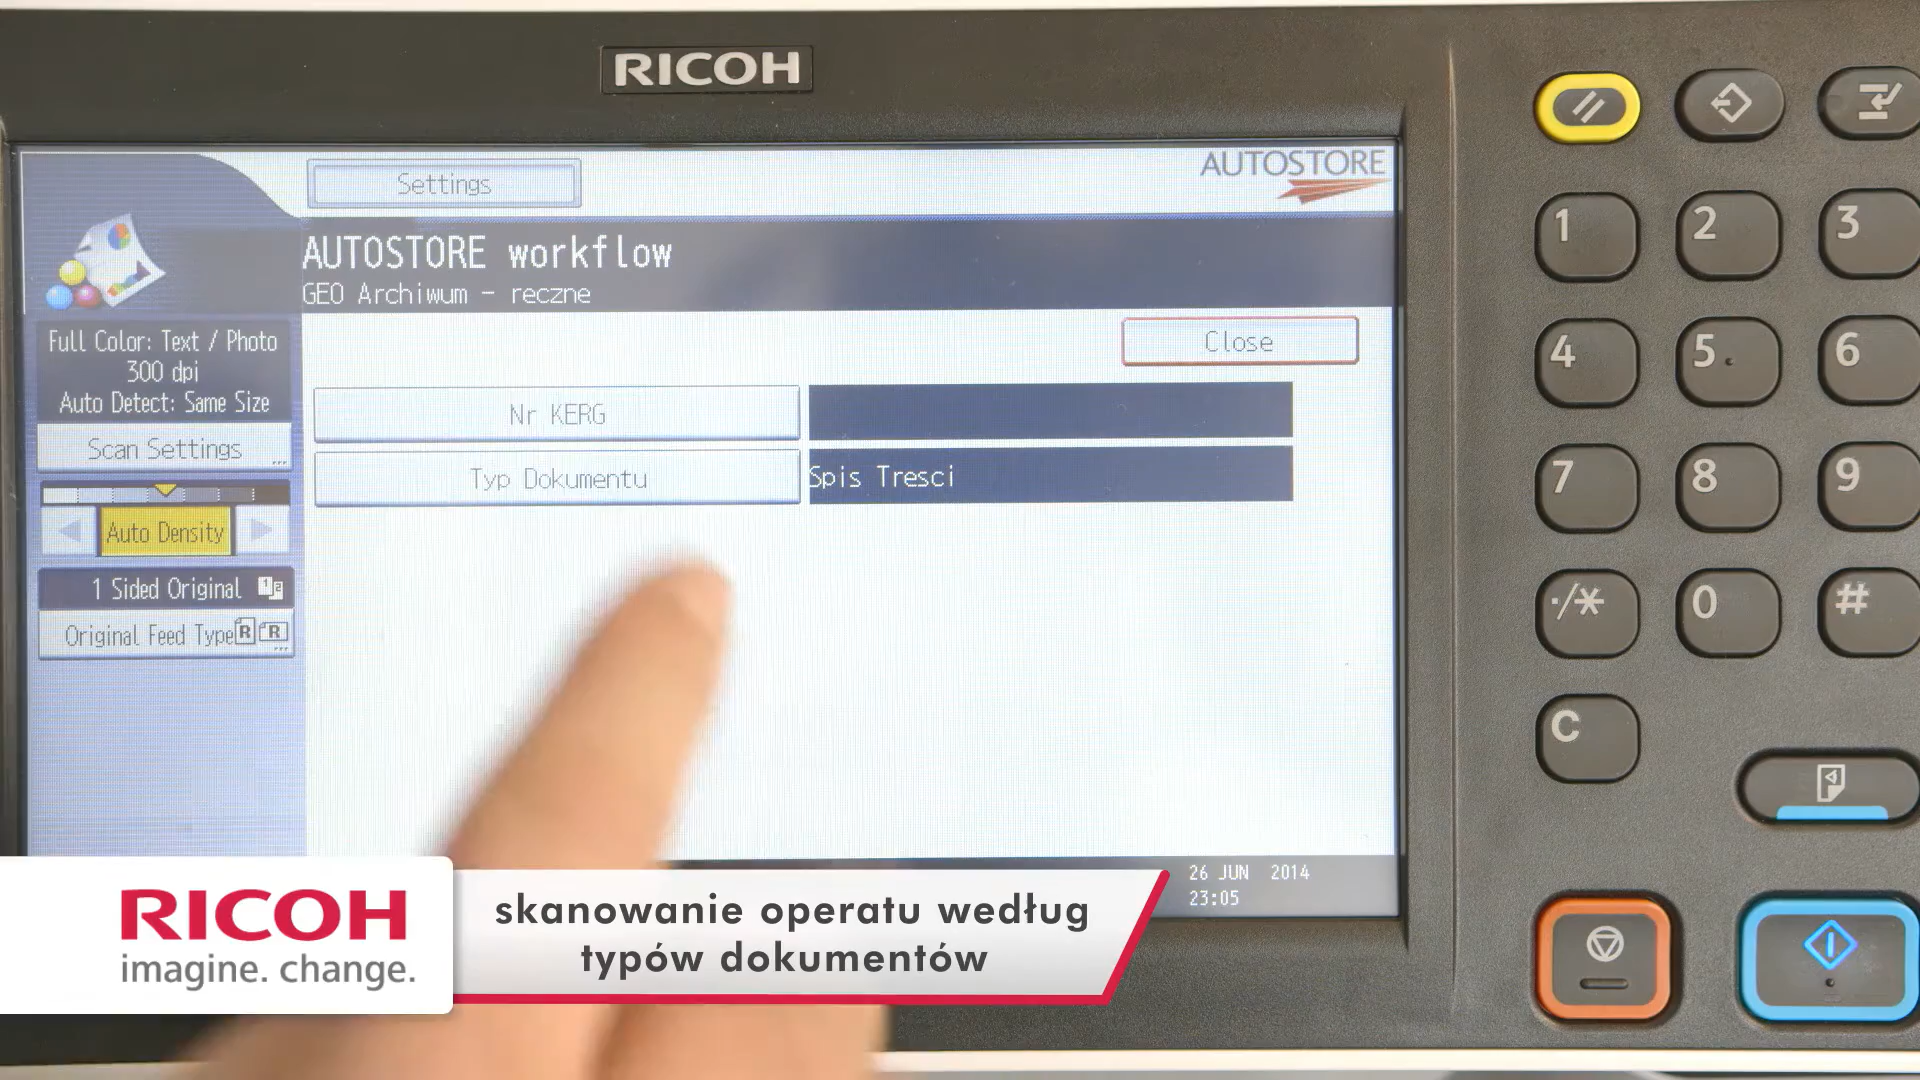 RICOH
Settings
AUTOSTORE
AUTOSTORE workflow
GEO Archiwum - reczne
Full Color: Text / Photo
300 dpi
Auto Detect: Same Size
Close
Nr KERG
Scan Settings
Typ Dokumentu
Spis Tresci
Auto Density
1 Sided Original
Original Feed Type
26 JUN 2014
23:05
1
2
3
4
5
6
7
8
9
./*
0
#
C
RICOH
imagine. change.
skanowanie operatu według
typów dokumentów